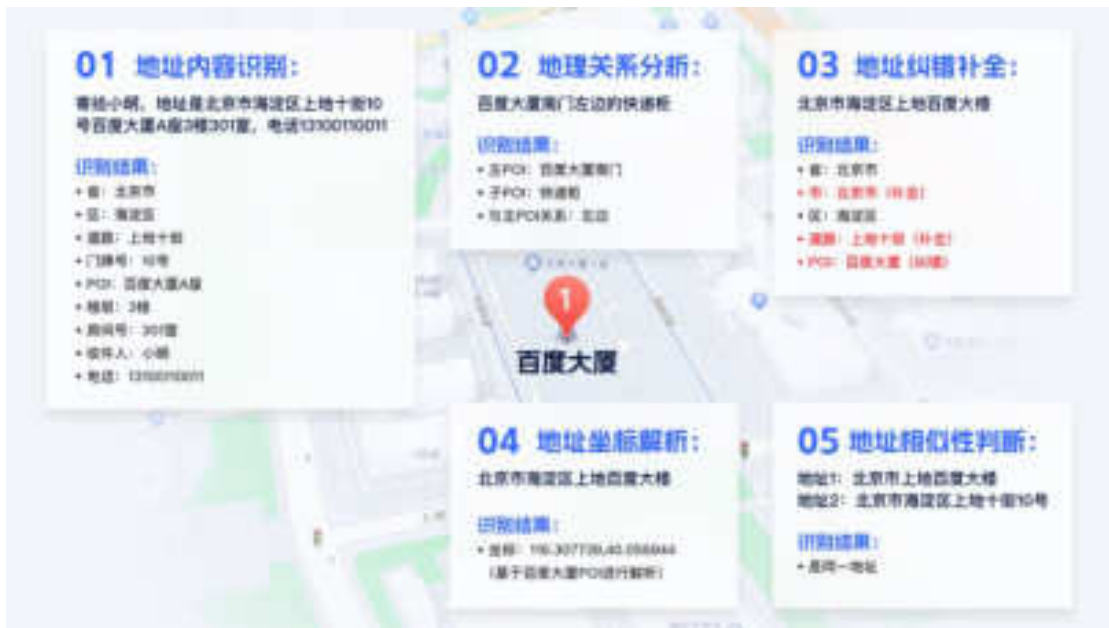 01 地址内容识别：
寄给小明，地址是北京市海淀区上地十街10
号百度大厦A座3楼301室，电话13100110011
识别结果：
• 省：北京市
• 区：海淀区
• 道路：上地十街
• 门牌号：10号
• POI：百度大厦A座
• 楼层：3楼
• 房间号：301室
• 收件人：小明
• 电话：13100110011
02 地理关系分析：
百度大厦南门左边的快递柜
识别结果：
• 主POI：百度大厦南门
• 子POI：快递柜
• 与主POI关系：左边
03 地址纠错补全：
北京市海淀区上地百度大楼
识别结果：
• 省：北京市
• 市：北京市（补全）
• 区：海淀区
• 道路：上地十街（补全）
• POI：百度大厦（纠错）
1
百度大厦
04 地址坐标解析：
北京市海淀区上地百度大楼
识别结果：
• 坐标：
（基于百度大厦POI进行解析）
05 地址相似性判断：
地址1：北京市上地百度大楼
地址2：北京市海淀区上地十街10号
识别结果：
• 是同一地址